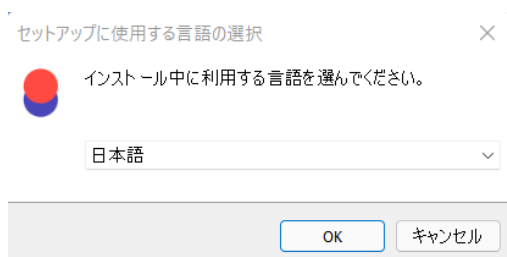 セットアップに使用する言語の選択
インストール中に利用する言語を選んでください。
日本語
OK
キャンセル